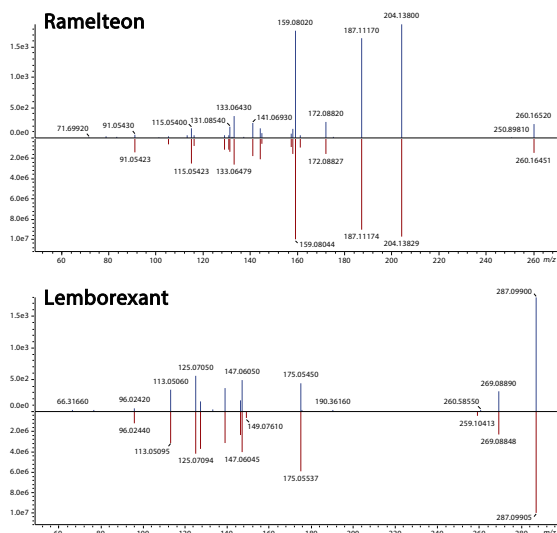 Ramelteon
159.08020
204.13800
187.11170
1.5e3
1.0e3
5.0e2
0.0e0
2.0e6
4.0e6
6.0e6
8.0e6
1.0e7
71.69920
91.05430
115.05400
131.08540
133.06430
141.06930
172.08820
260.16520
250.89810
91.05423
115.05423
133.06479
172.08827
260.16451
159.08044
187.11174
204.13829
60 80 100 120 140 160 180 200 220 240 260 m/z
Lemborexant
287.09900
1.5e3
1.0e3
5.0e2
0.0e0
2.0e6
4.0e6
6.0e6
8.0e6
1.0e7
66.31660
96.02420
113.05060
125.07050
147.06050
175.05450
190.36160
260.58550
269.08890
96.02440
113.05095
125.07094
147.06045
149.07610
175.05537
259.10413
269.08848
287.09905
60 80 100 120 140 160 180 200 220 240 260 280 m/z